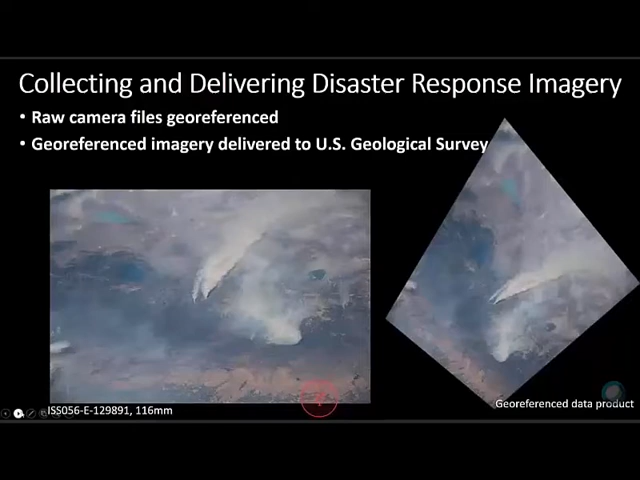 Collecting and Delivering Disaster Response Imagery
• Raw camera files georeferenced
• Georeferenced imagery delivered to U.S. Geological Survey
ISS056-E-129891, 116mm
Georeferenced data product